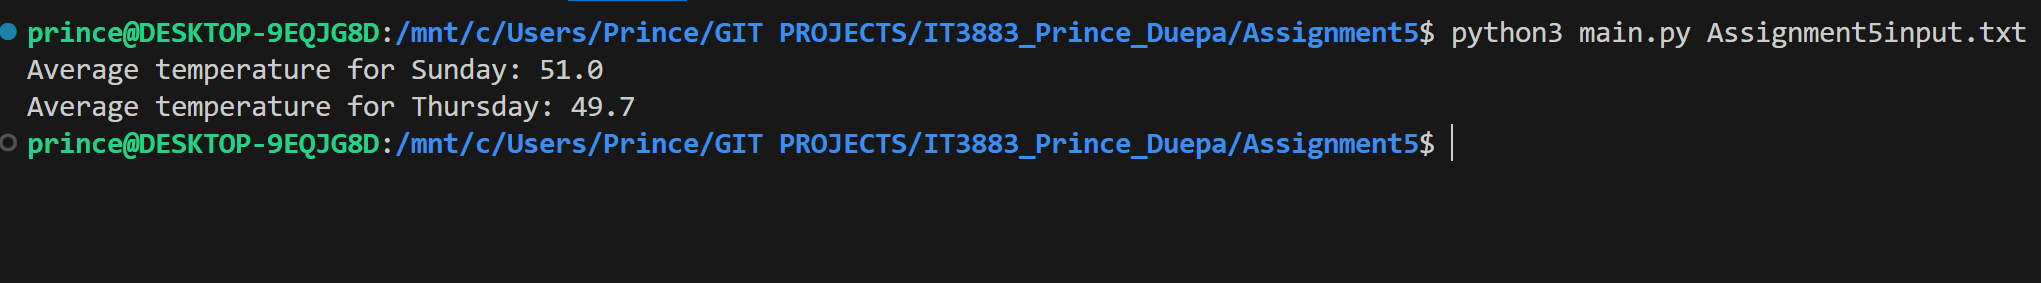 prince@DESKTOP-9EQJG8D:/mnt/c/Users/Prince/GIT PROJECTS/IT3883_Prince_Duepa/Assignment5$ python3 main.py Assignment5input.txt
Average temperature for Sunday: 51.0
Average temperature for Thursday: 49.7
prince@DESKTOP-9EQJG8D:/mnt/c/Users/Prince/GIT PROJECTS/IT3883_Prince_Duepa/Assignment5$